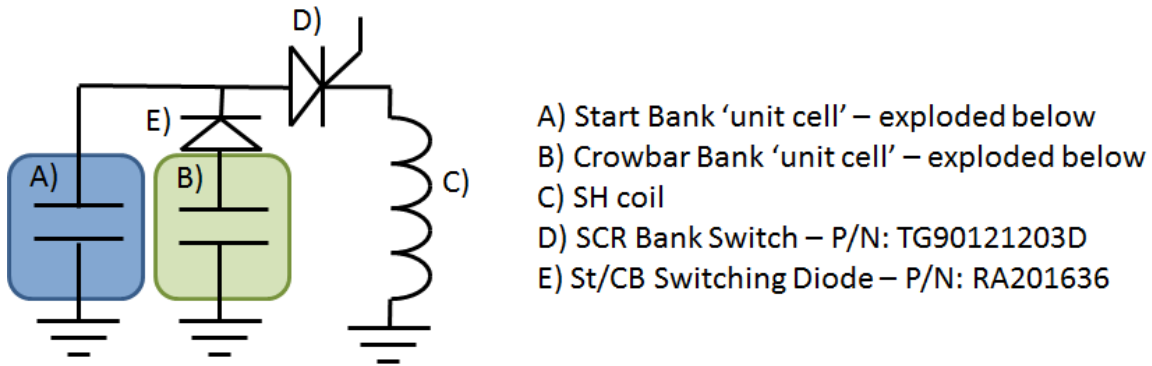 D)
E)
A)
B)
C)
A) Start Bank ‘unit cell’ – exploded below
B) Crowbar Bank ‘unit cell’ – exploded below
C) SH coil
D) SCR Bank Switch – P/N: TG90121203D
E) St/CB Switching Diode – P/N: RA201636